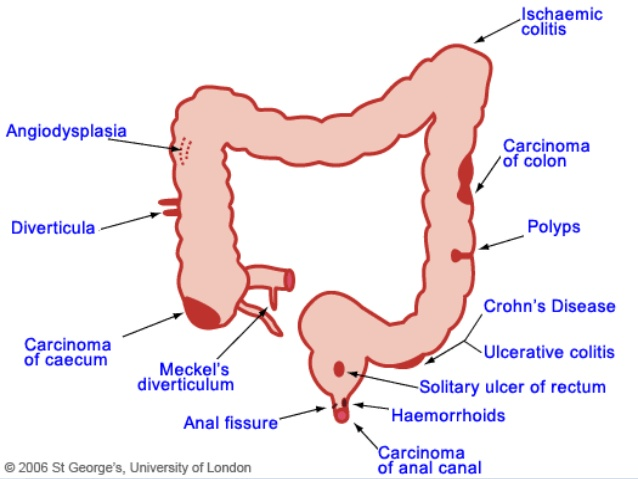 Ischaemic
colitis
Angiodysplasia
Carcinoma
of colon
Diverticula
Polyps
Crohn's Disease
Carcinoma
of caecum
Meckel's
diverticulum
Ulcerative colitis
Solitary ulcer of rectum
Anal fissure
Haemorrhoids
Carcinoma
of anal canal
© 2006 St George's, University of London